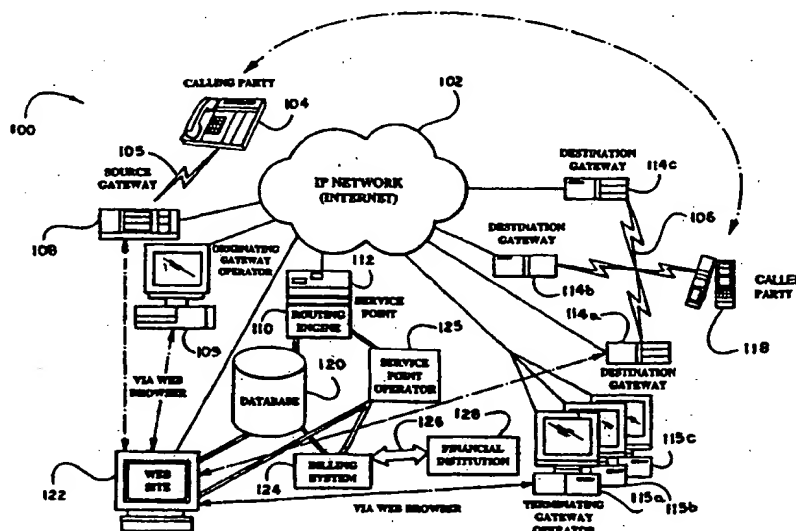 CALLING PARTY
104
102
100
105
SOURCE
GATEWAY
108
IP NETWORK
(INTERNET)
DESTINATION
GATEWAY
114c
106
DESTINATION
GATEWAY
114b
CALLED
PARTY
118
114a
DESTINATION
GATEWAY
ORIGINATING
GATEWAY
OPERATOR
109
112
SERVICE
POINT
110
ROUTING
ENGINE
125
SERVICE
POINT
OPERATOR
120
DATABASE
VIA WEB
BROWSER
126
128
FINANCIAL
INSTITUTION
122
WEB
SITE
124
BILLING
SYSTEM
VIA WEB BROWSER
115c
115b
115a
TERMINATING
GATEWAY
OPERATOR